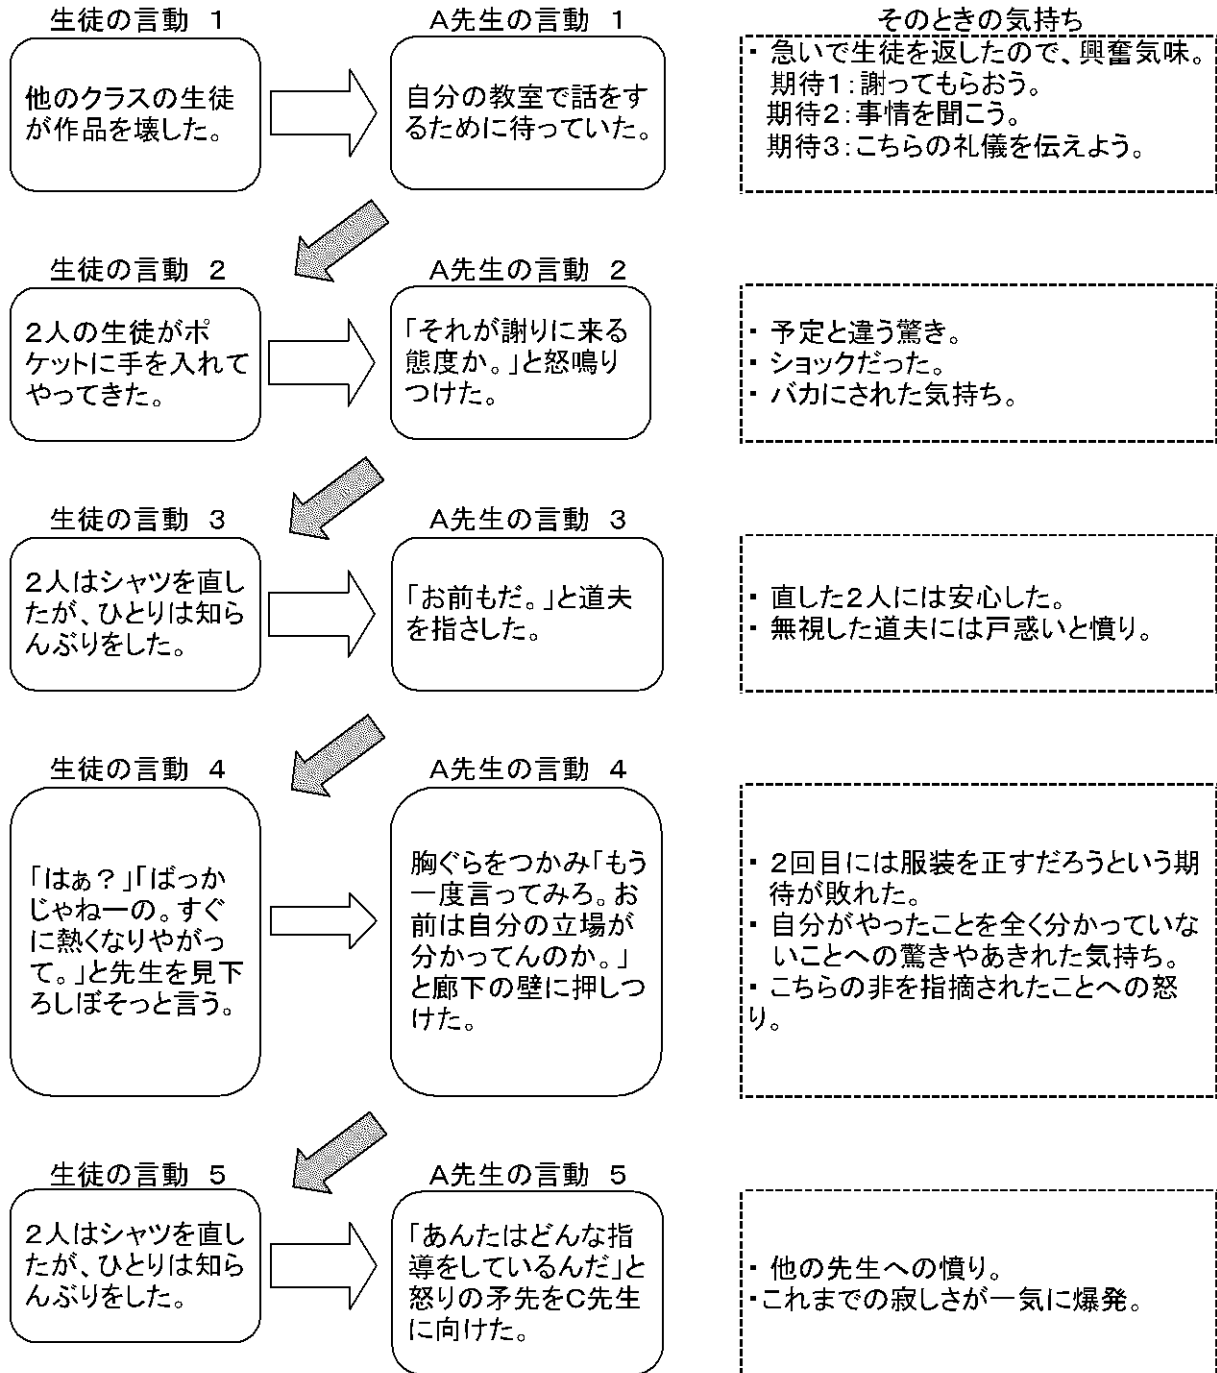 生徒の言動　1
A先生の言動　1
そのときの気持ち
他のクラスの生徒
が作品を壊した。
自分の教室で話をす
るために待っていた。
・ 急いで生徒を返したので、興奮気味。
期待1：謝ってもらおう。
期待2：事情を聞こう。
期待3：こちらの礼儀を伝えよう。
生徒の言動　2
A先生の言動　2
2人の生徒がポ
ケットに手を入れて
やってきた。
「それが謝りに来る
態度か。」と怒鳴り
つけた。
・ 予定と違う驚き。
・ ショックだった。
・ バカにされた気持ち。
生徒の言動　3
A先生の言動　3
2人はシャツを直し
たが、ひとりは知ら
んぶりをした。
「お前もだ。」と道夫
を指さした。
・ 直した2人には安心した。
・ 無視した道夫には戸惑いと憤り。
生徒の言動　4
A先生の言動　4
「はぁ？」「ばっか
じゃねーの。すぐ
に熱くなりやがっ
て。」と先生を見下
ろしぼそっと言う。
胸ぐらをつかみ「もう
一度言ってみろ。お
前は自分の立場が
分かってんのか。」
と廊下の壁に押しつ
けた。
・ 2回目には服装を正すだろうという期
待が敗れた。
・ 自分がやったことを全く分かっていな
いことへの驚きやあきれた気持ち。
・ こちらの非を指摘されたことへの怒
り。
生徒の言動　5
A先生の言動　5
2人はシャツを直し
たが、ひとりは知ら
んぶりをした。
「あんたはどんな指
導をしているんだ」と
怒りの矛先をC先生
に向けた。
・ 他の先生への憤り。
・これまでの寂しさが一気に爆発。